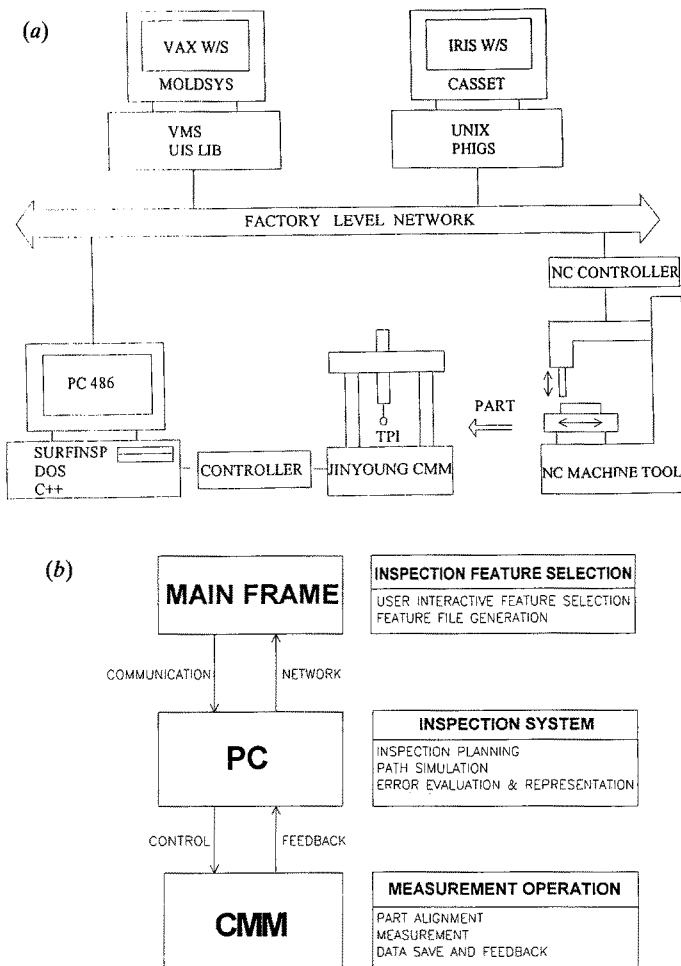 (a)
VAX W/S
MOLDSYS
VMS
UIS LIB
IRIS W/S
CASSET
UNIX
PHIGS
FACTORY LEVEL NETWORK
NC CONTROLLER
PC 486
SURFINSP
DOS
C++
CONTROLLER
TP1
JINYOUNG CMM
PART
NC MACHINE TOOL
(b)
MAIN FRAME
INSPECTION FEATURE SELECTION
USER INTERACTIVE FEATURE SELECTION
FEATURE FILE GENERATION
COMMUNICATION
NETWORK
PC
INSPECTION SYSTEM
INSPECTION PLANNING
PATH SIMULATION
ERROR EVALUATION & REPRESENTATION
CONTROL
FEEDBACK
CMM
MEASUREMENT OPERATION
PART ALIGNMENT
MEASUREMENT
DATA SAVE AND FEEDBACK